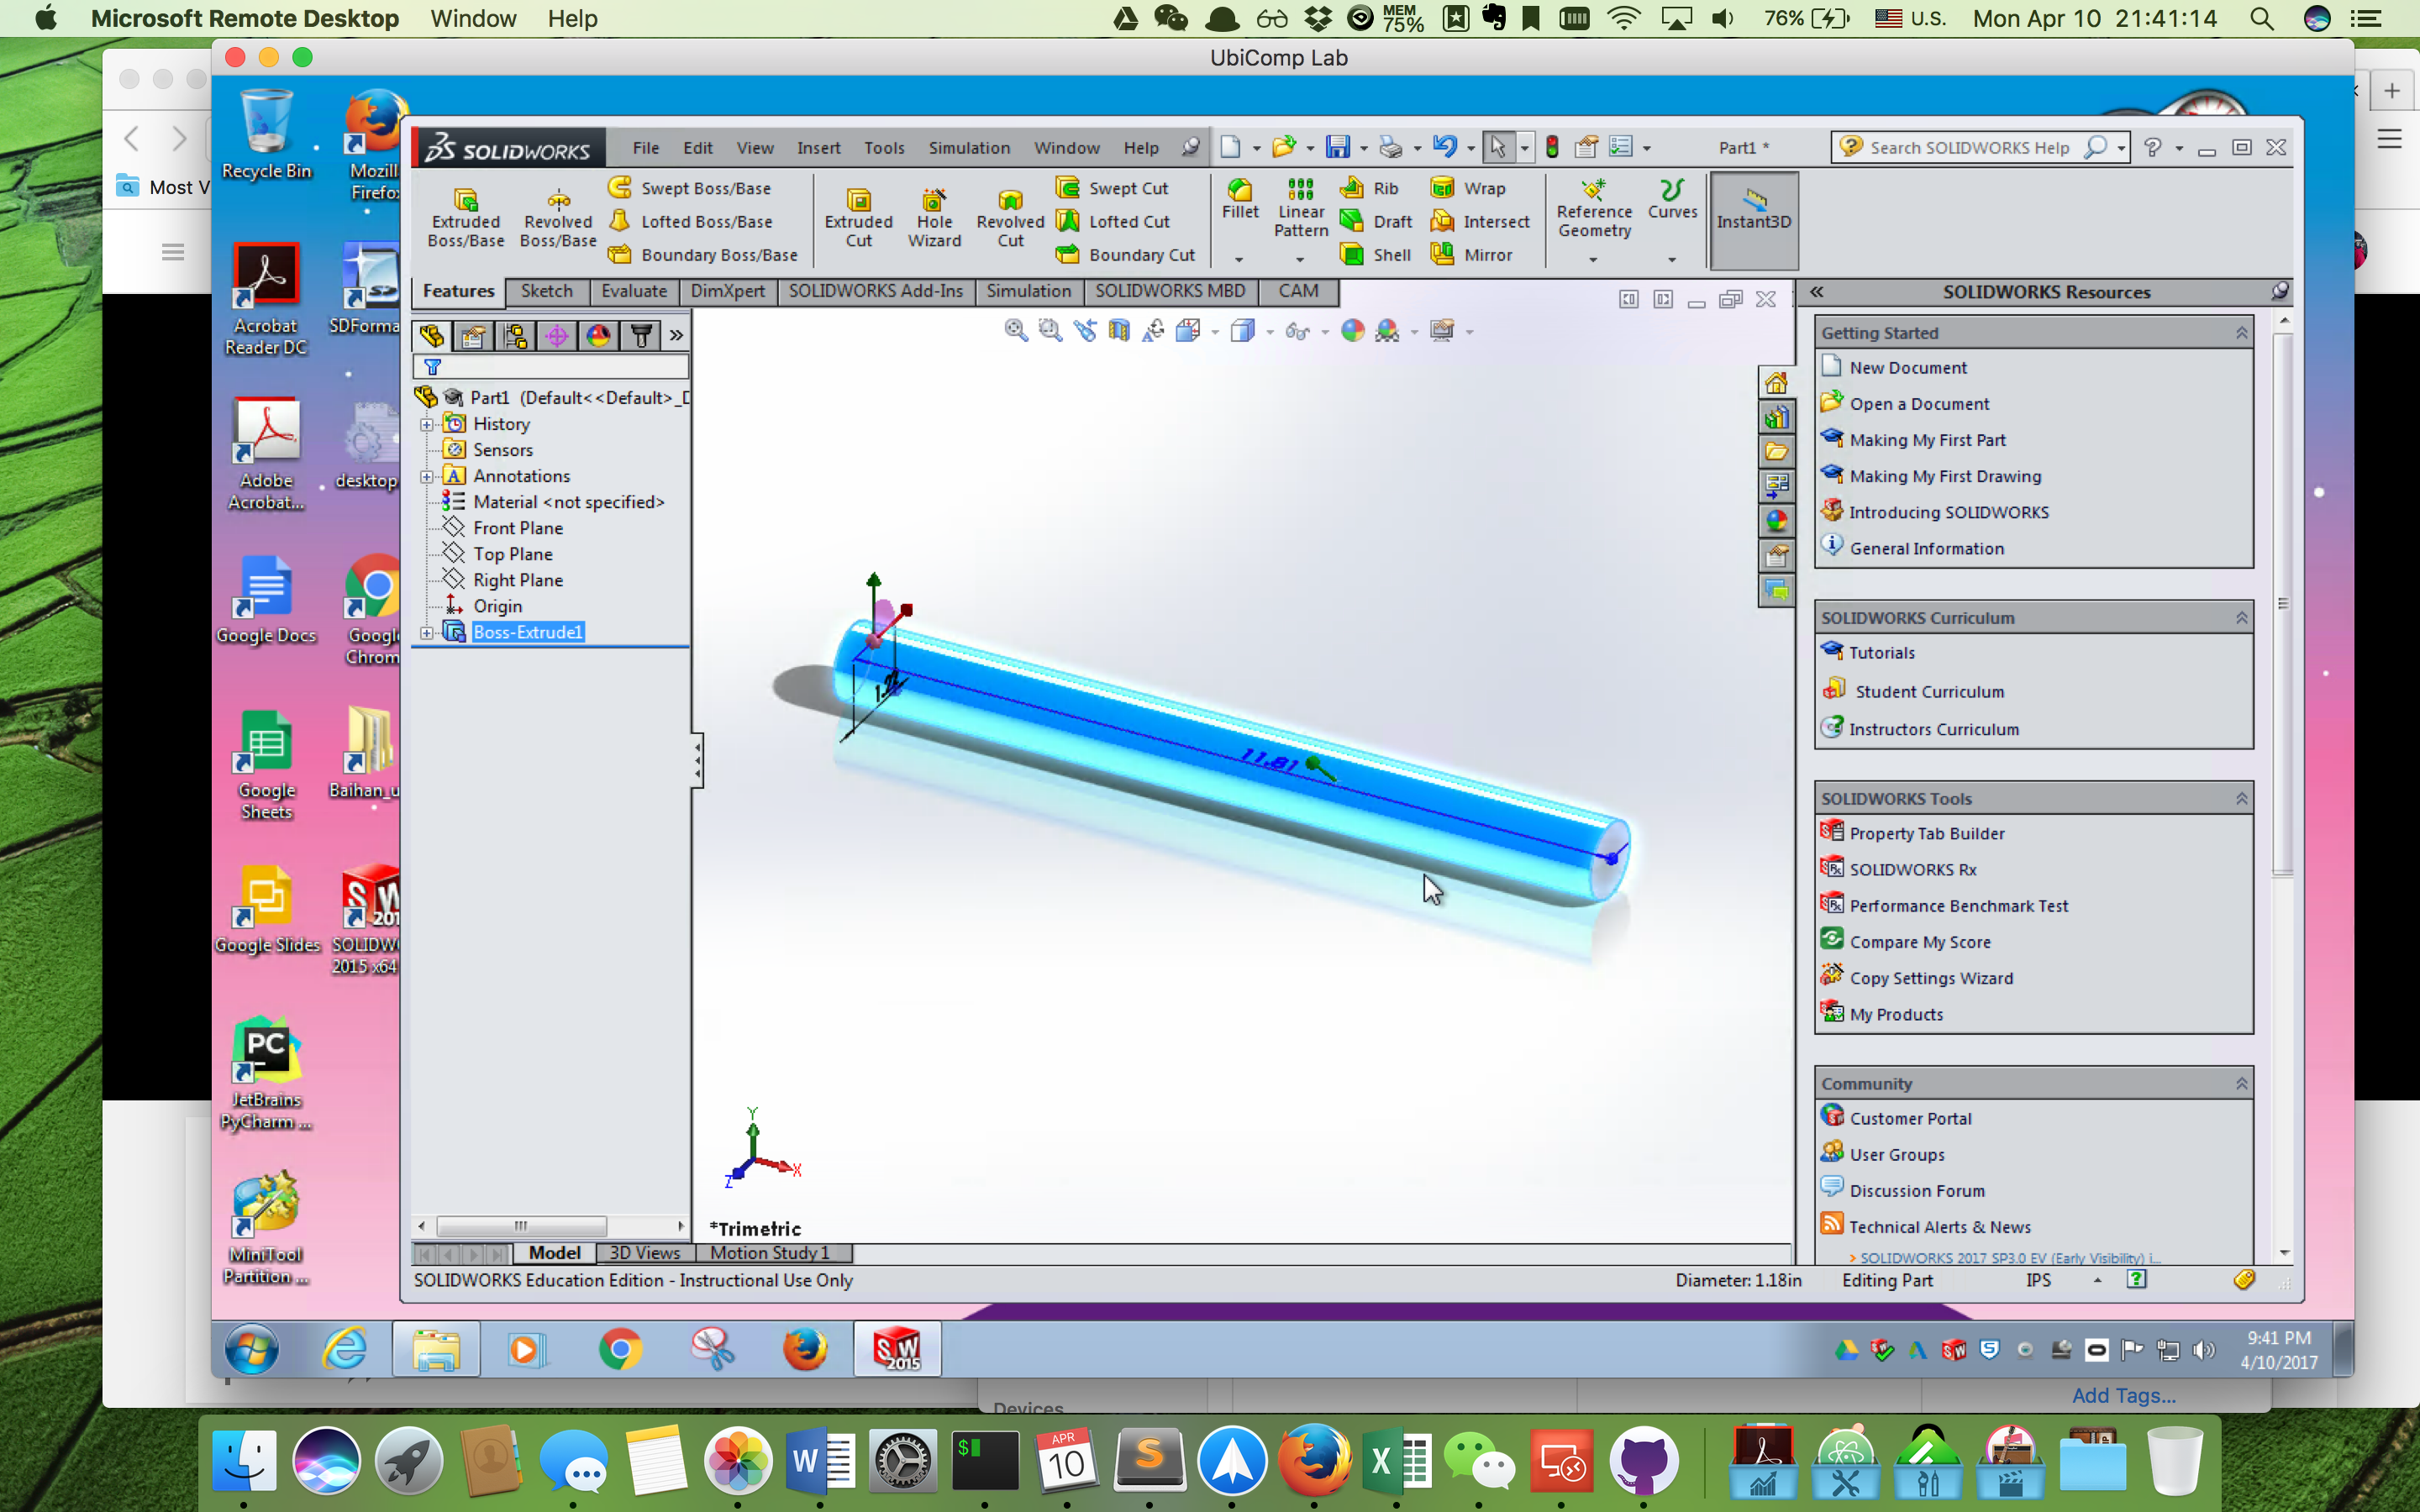 Microsoft Remote Desktop Window Help
MEM 75% 76% U.S. Mon Apr 10 21:41:14
UbiComp Lab
Most V
Recycle Bin
Acrobat
Reader DC
Adobe
Acrobat...
desktop
Google Docs
Google
Sheets
Google Slides
2015 x64
JetBrains
PyCharm ...
MiniTool
Partition ...
SOLIDWORKS File Edit View Insert Tools Simulation Window Help
Part1 *
Search SOLIDWORKS Help
Extruded
Boss/Base
Revolved
Boss/Base
Swept Boss/Base
Lofted Boss/Base
Boundary Boss/Base
Extruded
Cut
Hole
Wizard
Revolved
Cut
Swept Cut
Lofted Cut
Boundary Cut
Fillet
Linear
Pattern
Rib
Draft
Shell
Wrap
Intersect
Mirror
Reference
Geometry
Curves
Instant3D
Features Sketch Evaluate DimXpert SOLIDWORKS Add-Ins Simulation SOLIDWORKS MBD CAM
Part1 (Default<<Default>_D
History
Sensors
Annotations
Material <not specified>
Front Plane
Top Plane
Right Plane
Origin
Boss-Extrude1
11.81
Y
X
Z
*Trimetric
Model 3D Views Motion Study 1
SOLIDWORKS Education Edition - Instructional Use Only
Diameter: 1.18in Editing Part IPS
SOLIDWORKS Resources
Getting Started
New Document
Open a Document
Making My First Part
Making My First Drawing
Introducing SOLIDWORKS
General Information
SOLIDWORKS Curriculum
Tutorials
Student Curriculum
Instructors Curriculum
SOLIDWORKS Tools
Property Tab Builder
SOLIDWORKS Rx
Performance Benchmark Test
Compare My Score
Copy Settings Wizard
My Products
Community
Customer Portal
User Groups
Discussion Forum
Technical Alerts & News
> SOLIDWORKS 2017 SP3.0 EV (Early Visibility) i...
9:41 PM
4/10/2017
Add Tags...
Devices
APR
10